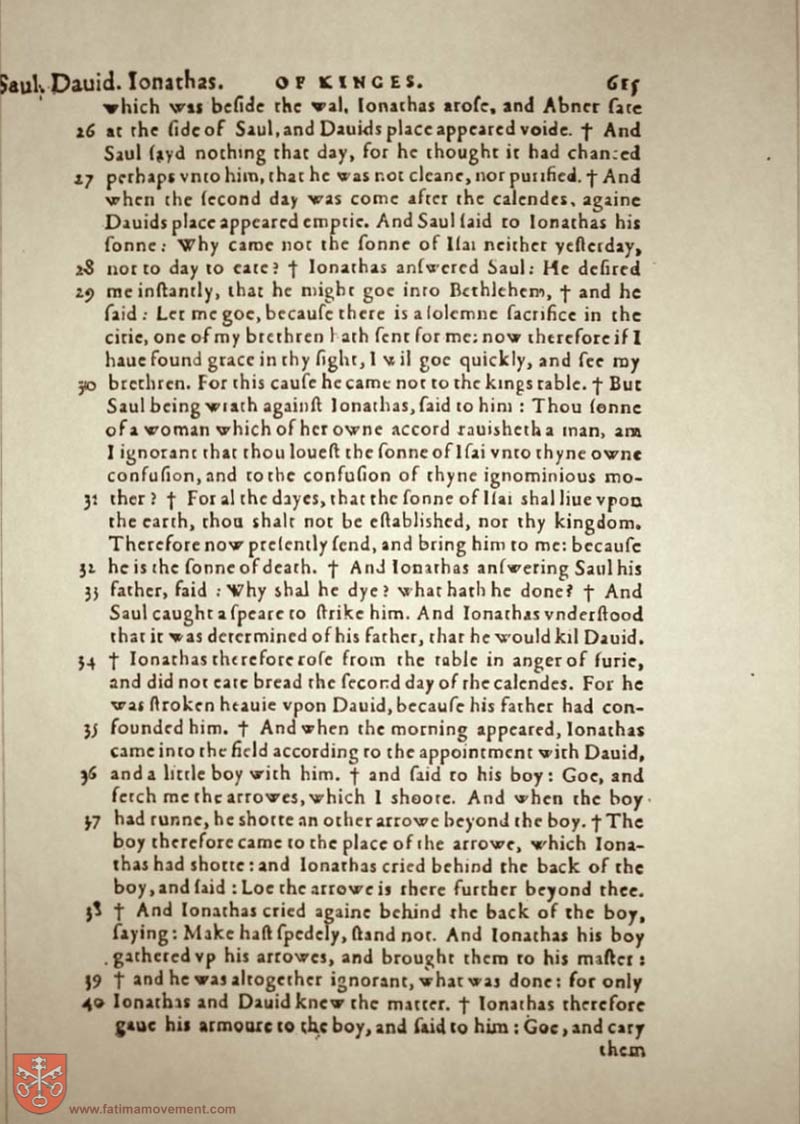 Saul. Dauid. Ionathas. OF KINGES. 615
which was beſide the wal, Ionathas aroſe, and Abner ſate
26 at the ſide of Saul, and Dauids place appeared voide. † And
Saul ſayd nothing that day, for he thought it had chanced
27 perhaps vnto him, that he was not cleane, nor purified. † And
when the ſecond day was come after the calendes, againe
Dauids place appeared emptie. And Saul ſaid to Ionathas his
ſonne: Why came not the ſonne of Iſai neither yeſterday,
28 nor to day to eate? † Ionathas anſwered Saul: He deſired
29 me inſtantly, that he might goe into Bethlehem, † and he
ſaid: Let me goe, becauſe there is a ſolemne ſacrifice in the
citie, one of my brethren hath ſent for me: now therefore if I
haue found grace in thy ſight, I wil goe quickly, and ſee my
30 brethren. For this cauſe he came not to the kings table. † But
Saul being wrath againſt Ionathas, ſaid to him: Thou ſonne
of a woman which of her owne accord rauisheth a man, am
I ignorant that thou loueſt the ſonne of Iſai vnto thyne owne
confuſion, and to the confuſion of thyne ignominious mo-
31 ther? † For al the dayes, that the ſonne of Iſai shal liue vpon
the earth, thou shalt not be eſtablished, nor thy kingdom.
Therefore now preſently ſend, and bring him to me: becauſe
32 he is the ſonne of death. † And Ionathas anſwering Saul his
33 father, ſaid: Why shal he dye? what hath he done? † And
Saul caught a ſpeare to ſtrike him. And Ionathas vnderſtood
that it was determined of his father, that he would kil Dauid.
34 † Ionathas therefore roſe from the table in anger of furie,
and did not eate bread the ſecond day of the calendes. For he
was ſtroken heauie vpon Dauid, becauſe his father had con-
35 founded him. † And when the morning appeared, Ionathas
came into the field according to the appointment with Dauid,
36 and a little boy with him. † and ſaid to his boy: Goe, and
fetch me the arrowes, which I shoote. And when the boy
37 had runne, he shotte an other arrowe beyond the boy. † The
boy therefore came to the place of the arrowe, which Iona-
thas had shotte: and Ionathas cried behind the back of the
boy, and ſaid: Loe the arrowe is there further beyond thee.
38 † And Ionathas cried againe behind the back of the boy,
ſaying: Make haſt ſpedely, ſtand not. And Ionathas his boy
gathered vp his arrowes, and brought them to his maſter:
39 † and he was altogether ignorant, what was done: for only
40 Ionathas and Dauid knew the matter. † Ionathas therefore
gaue his armoure to the boy, and ſaid to him: Goe, and cary
them
www.fatimamovement.com